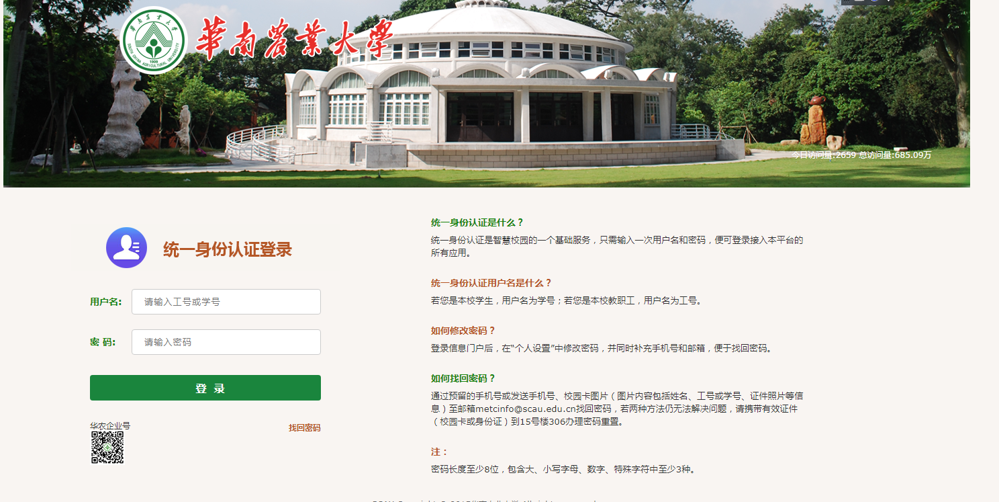 華南农業大学
华南农业大学
SOUTH CHINA AGRICULTURAL UNIVERSITY
1909
今日访问量:2659 总访问量:685.09万
统一身份认证登录
用户名:
请输入工号或学号
密 码:
请输入密码
登 录
华农企业号
找回密码
统一身份认证是什么？
统一身份认证是智慧校园的一个基础服务，只需输入一次用户名和密码，便可登录接入本平台的
所有应用。
统一身份认证用户名是什么？
若您是本校学生，用户名为学号；若您是本校教职工，用户名为工号。
如何修改密码？
登录信息门户后，在“个人设置”中修改密码，并同时补充手机号和邮箱，便于找回密码。
如何找回密码？
通过预留的手机号或发送手机号、校园卡图片（图片内容包括姓名、工号或学号、证件照片等信
息）至邮箱metcinfo@scau.edu.cn找回密码，若两种方法仍无法解决问题，请携带有效证件
（校园卡或身份证）到15号楼306办理密码重置。
注：
密码长度至少8位，包含大、小写字母、数字、特殊字符中至少3种。